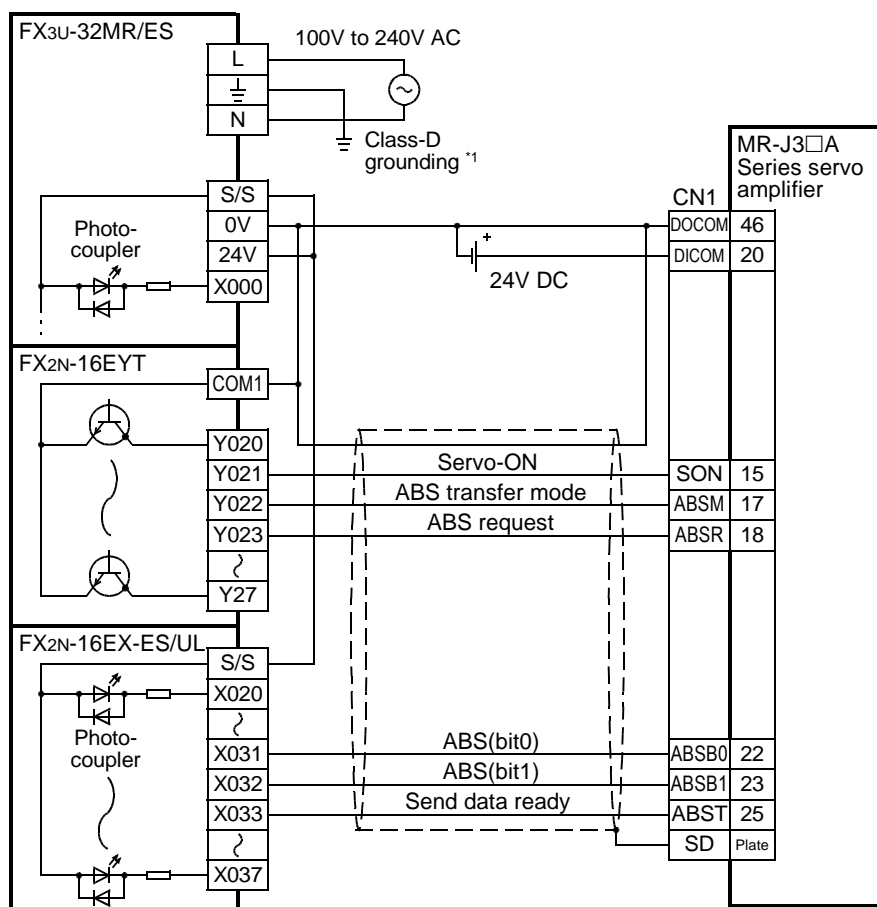 FX3U-32MR/ES
100V to 240V AC
L
N
Class-D
grounding *1
MR-J3□A
Series servo
amplifier
CN1
S/S
0V
24V
X000
Photo-
coupler
DOCOM 46
DICOM 20
+
24V DC
FX2N-16EYT
COM1
Y020
Y021 Servo-ON SON 15
Y022 ABS transfer mode ABSM 17
Y023 ABS request ABSR 18
Y27
FX2N-16EX-ES/UL
S/S
X020
Photo-
coupler
X031 ABS(bit0) ABSB0 22
X032 ABS(bit1) ABSB1 23
X033 Send data ready ABST 25
SD Plate
X037